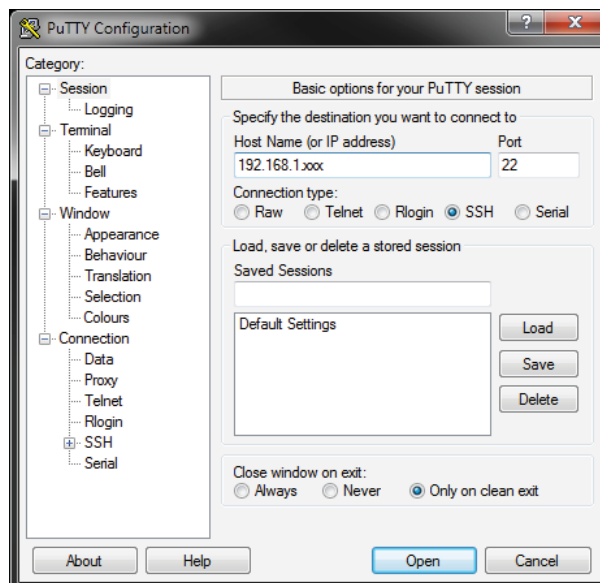 PuTTY Configuration
?
Category:
Session
Logging
Terminal
Keyboard
Bell
Features
Window
Appearance
Behaviour
Translation
Selection
Colours
Connection
Data
Proxy
Telnet
Rlogin
SSH
Serial
Basic options for your PuTTY session
Specify the destination you want to connect to
Host Name (or IP address) Port
192.168.1.xxx 22
Connection type:
Raw Telnet Rlogin SSH Serial
Load, save or delete a stored session
Saved Sessions
Default Settings
Load
Save
Delete
Close window on exit:
Always Never Only on clean exit
About Help Open Cancel